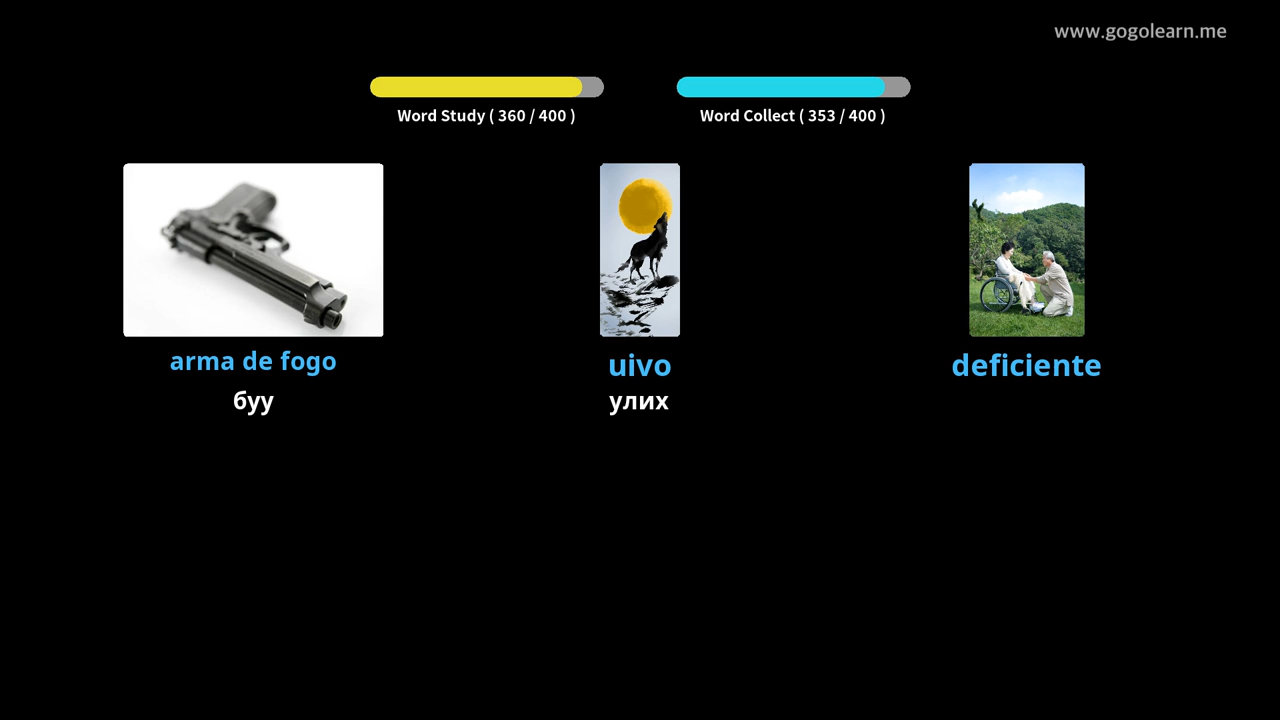 www.gogolearn.me
Word Study ( 360 / 400 )
Word Collect ( 353 / 400 )
arma de fogo
буу
uivo
улих
deficiente